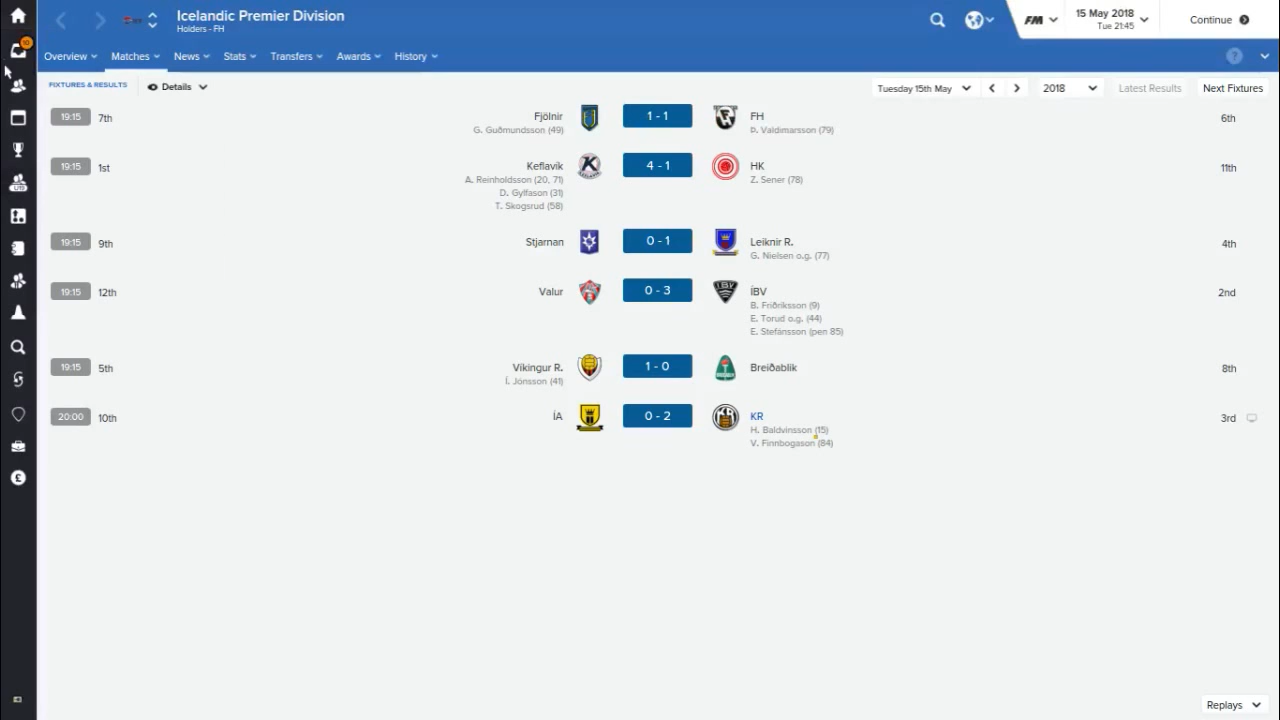 Icelandic Premier Division
Holders - FH
10
FM
15 May 2018
Tue 21:45
Continue
Overview Matches News Stats Transfers Awards History
FIXTURES & RESULTS Details Tuesday 15th May 2018 Latest Results Next Fixtures
19:15 7th Fjölnir 1 - 1 FH 6th
G. Guðmundsson (49) Þ. Valdimarsson (79)
19:15 1st Keflavík 4 - 1 HK 11th
A. Reinholdsson (20, 71) Z. Sener (78)
D. Gylfason (31)
T. Skogsrud (58)
19:15 9th Stjarnan 0 - 1 Leiknir R. 4th
G. Nielsen o.g. (77)
19:15 12th Valur 0 - 3 ÍBV 2nd
B. Friðriksson (9)
E. Torud o.g. (44)
E. Stefánsson (pen 85)
19:15 5th Víkingur R. 1 - 0 Breiðablik 8th
Í. Jónsson (41)
20:00 10th ÍA 0 - 2 KR 3rd
H. Baldvinsson (15)
V. Finnbogason (84)
Replays